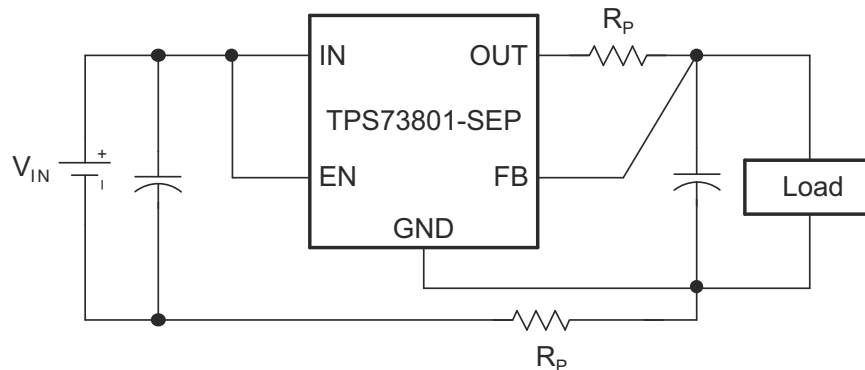 R_P
IN
OUT
TPS73801-SEP
V_IN
+
EN
FB
Load
GND
R_P